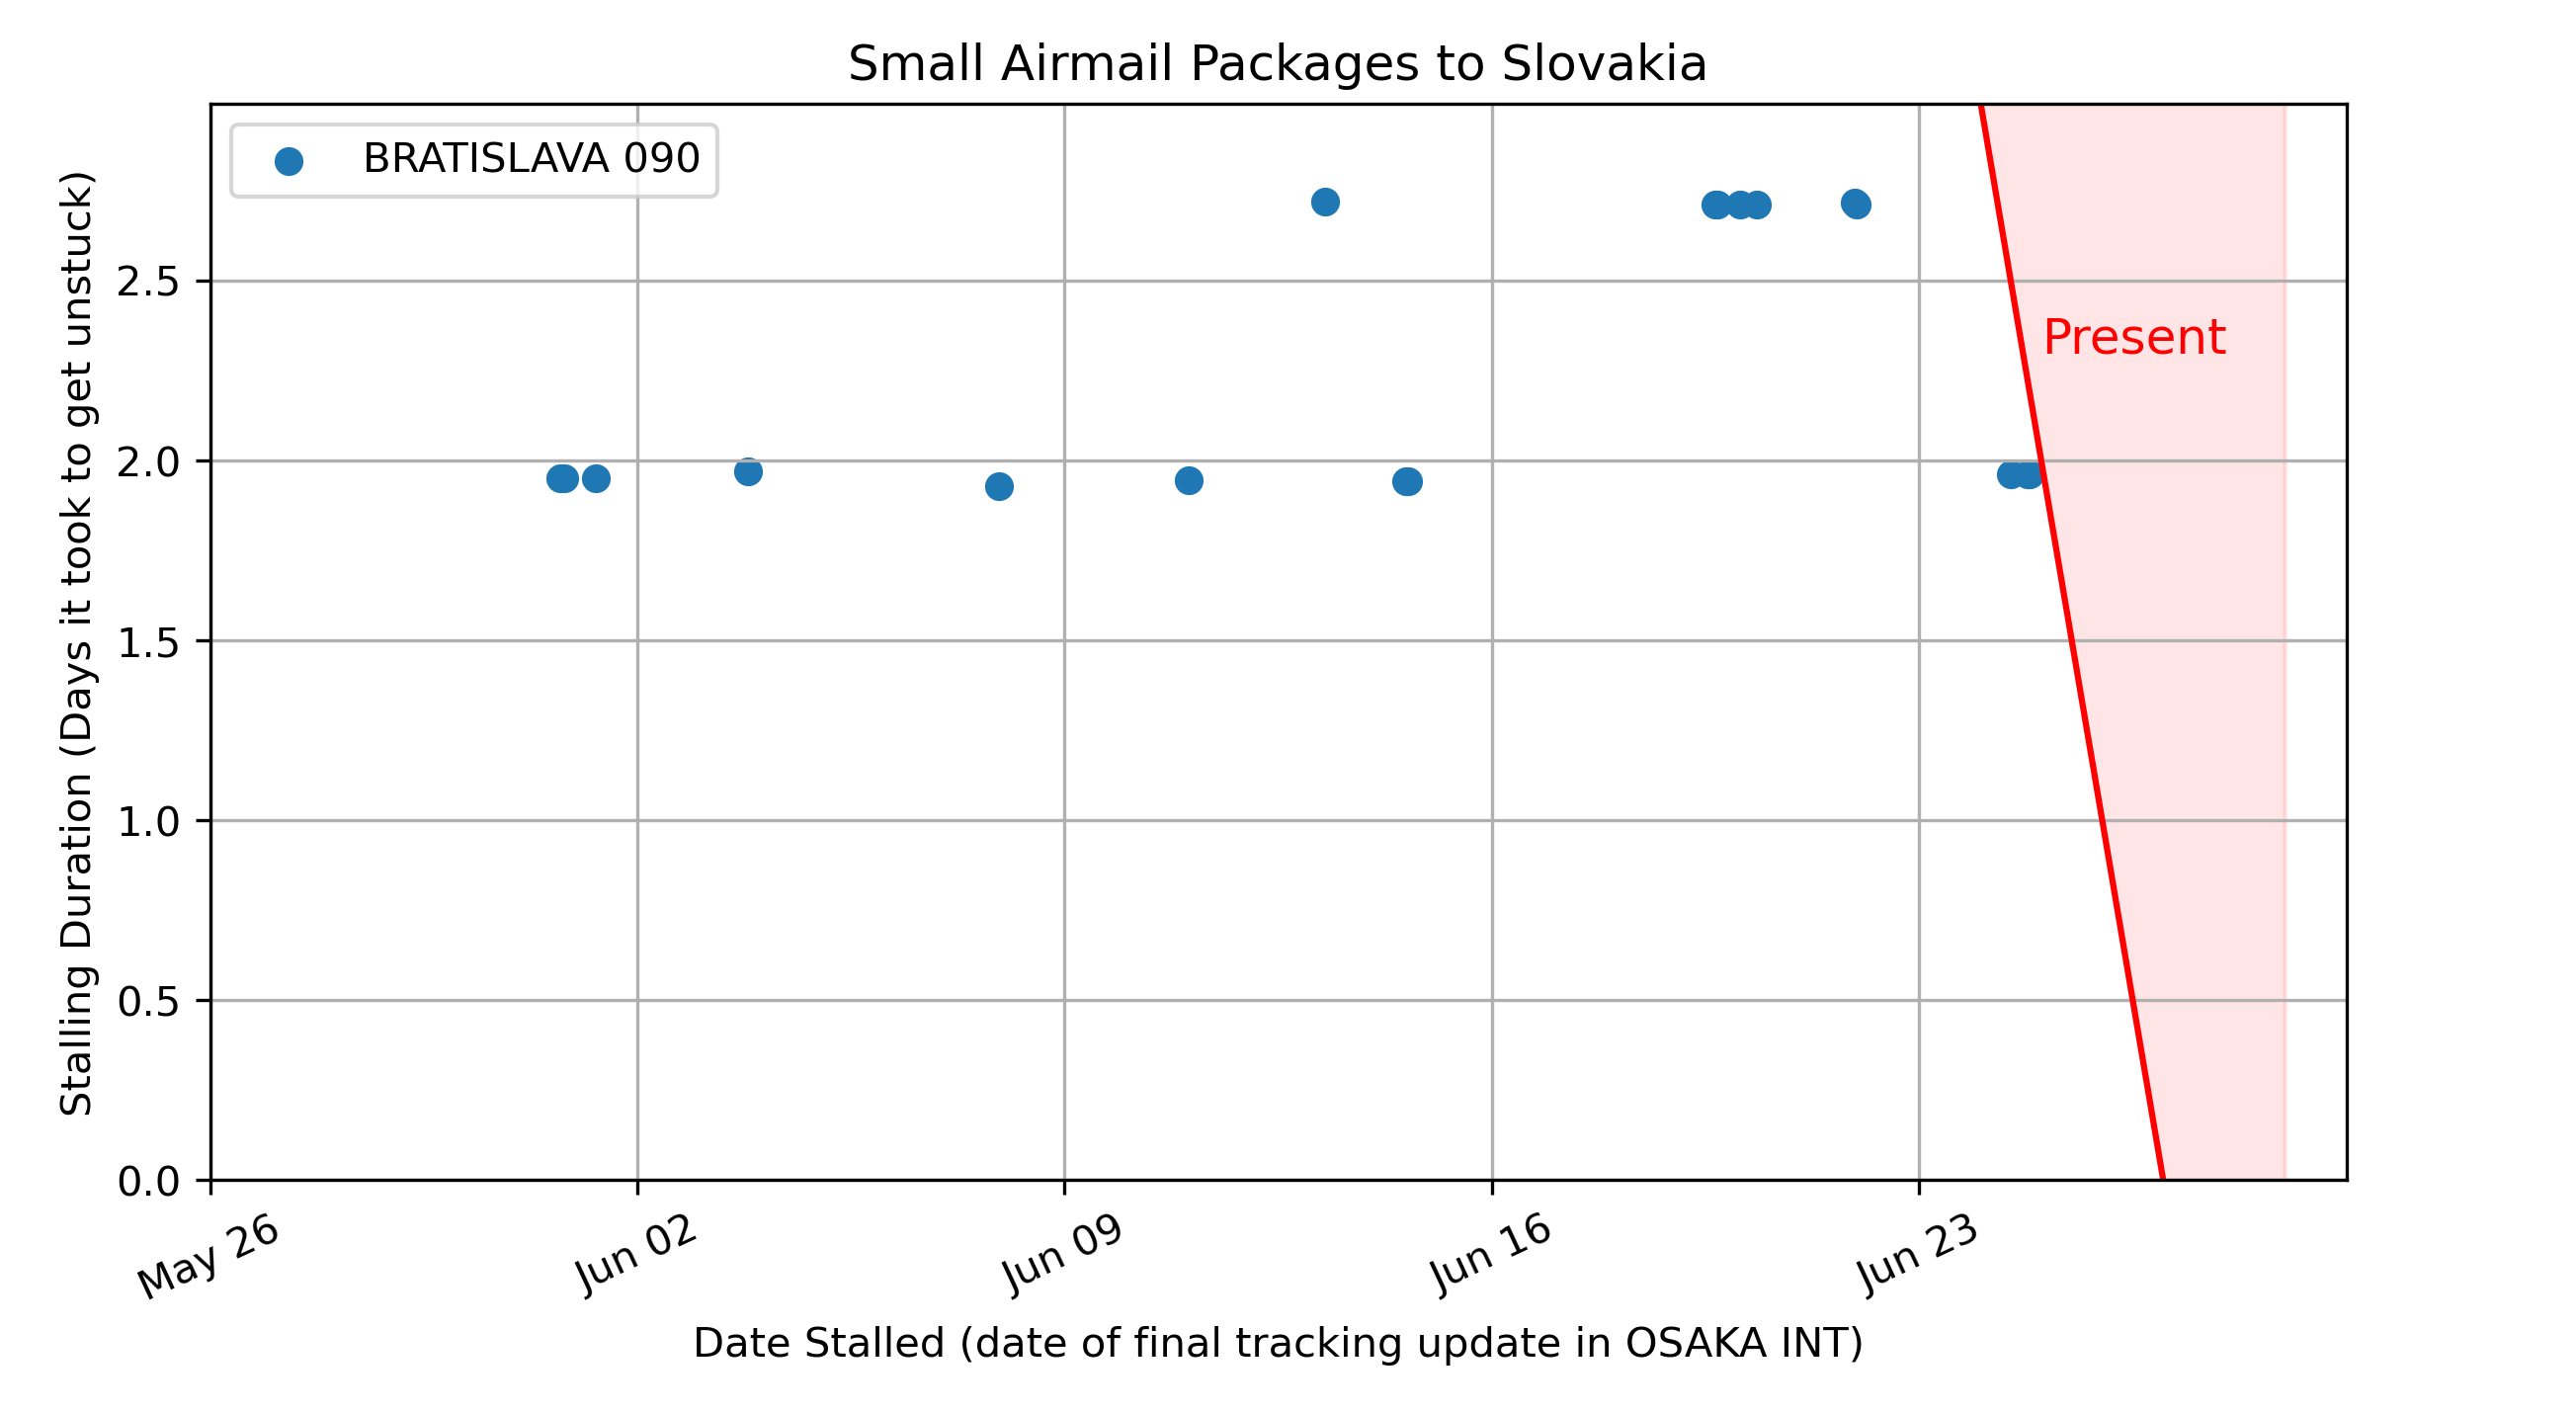 Small Airmail Packages to Slovakia
BRATISLAVA 090
Present
Stalling Duration (Days it took to get unstuck)
2.5
2.0
1.5
1.0
0.5
0.0
May 26
Jun 02
Jun 09
Jun 16
Jun 23
Date Stalled (date of final tracking update in OSAKA INT)